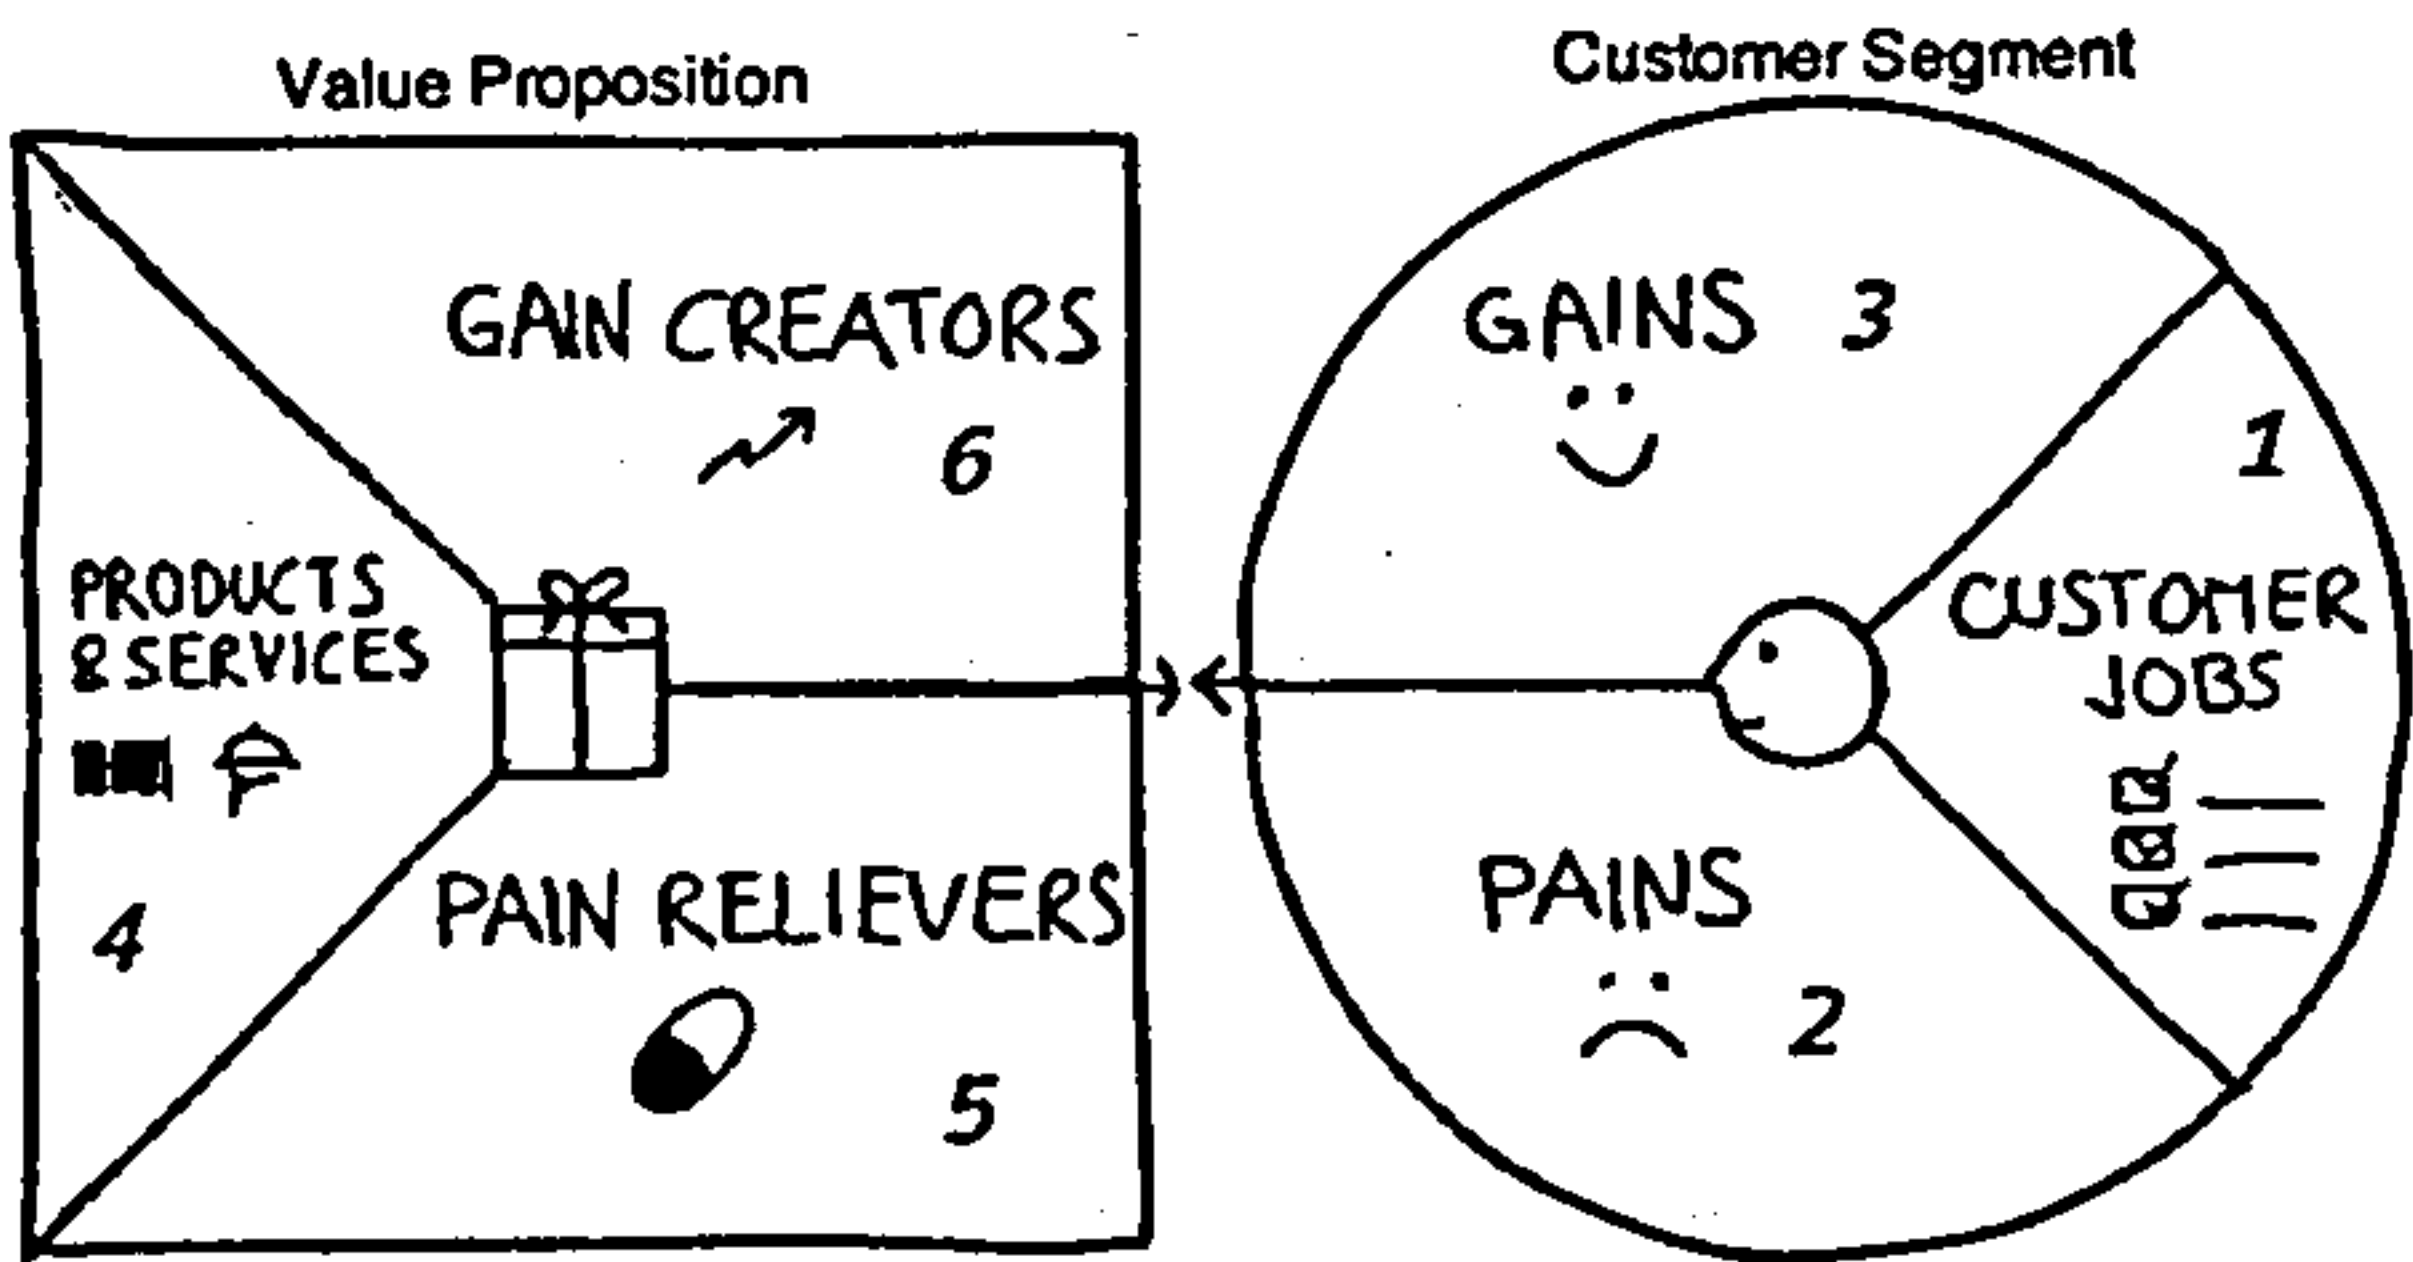 Value Proposition
Customer Segment
GAIN CREATORS
6
PRODUCTS
& SERVICES
4
PAIN RELIEVERS
5
GAINS 3
1
CUSTOMER
JOBS
PAINS
2